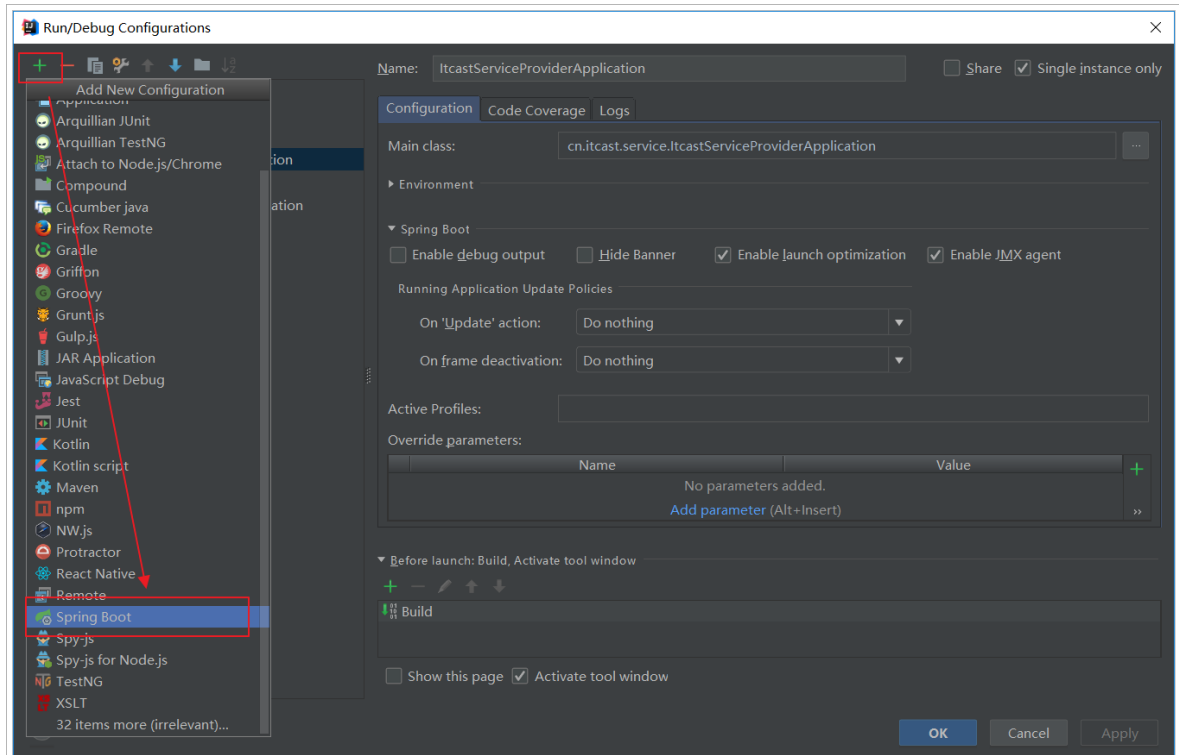 Run/Debug Configurations
Add New Configuration
Application
Arquillian JUnit
Arquillian TestNG
Attach to Node.js/Chrome
Compound
Cucumber java
Firefox Remote
Gradle
Griffon
Groovy
Grunt.js
Gulp.js
JAR Application
JavaScript Debug
Jest
JUnit
Kotlin
Kotlin script
Maven
npm
NW.js
Protractor
React Native
Remote
Spring Boot
Spy-js
Spy-js for Node.js
TestNG
XSLT
32 items more (irrelevant)...
tion
ation
Name: ItcastServiceProviderApplication Share Single instance only
Configuration Code Coverage Logs
Main class: cn.itcast.service.ItcastServiceProviderApplication ...
Environment
Spring Boot
Enable debug output Hide Banner Enable launch optimization Enable JMX agent
Running Application Update Policies
On 'Update' action: Do nothing
On frame deactivation: Do nothing
Active Profiles:
Override parameters:
Name Value
No parameters added.
Add parameter (Alt+Insert)
Before launch: Build, Activate tool window
Build
Show this page Activate tool window
OK Cancel Apply